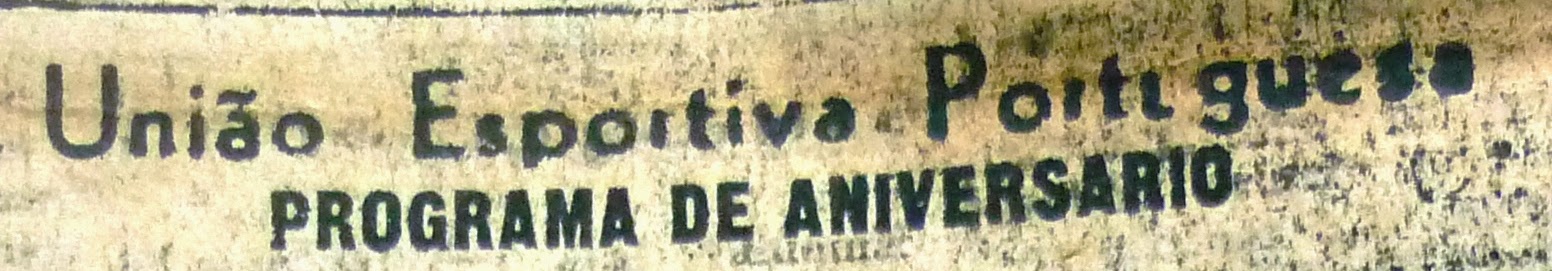 União Esportiva Portuguesa
PROGRAMA DE ANIVERSARIO